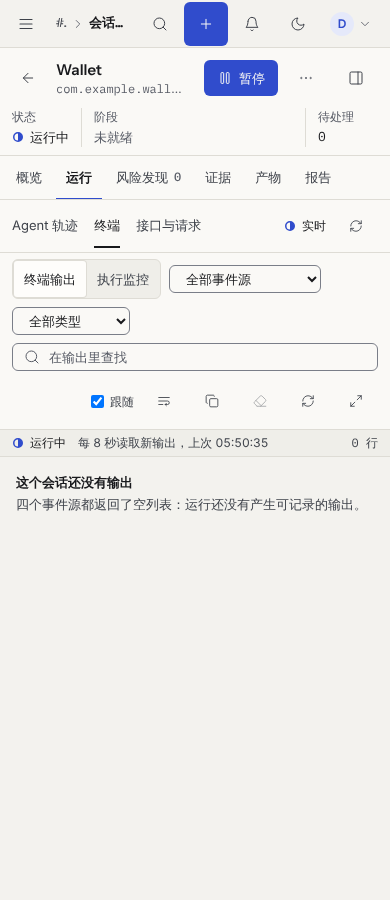 #. 会话… D
Wallet
com.example.wall…
暂停
状态 阶段 待处理
运行中 未就绪 0
概览 运行 风险发现 0 证据 产物 报告
Agent 轨迹 终端 接口与请求 实时
终端输出 执行监控 全部事件源
全部类型
在输出里查找
跟随
运行中 每 8 秒读取新输出，上次 05:50:35 0 行
这个会话还没有输出
四个事件源都返回了空列表：运行还没有产生可记录的输出。